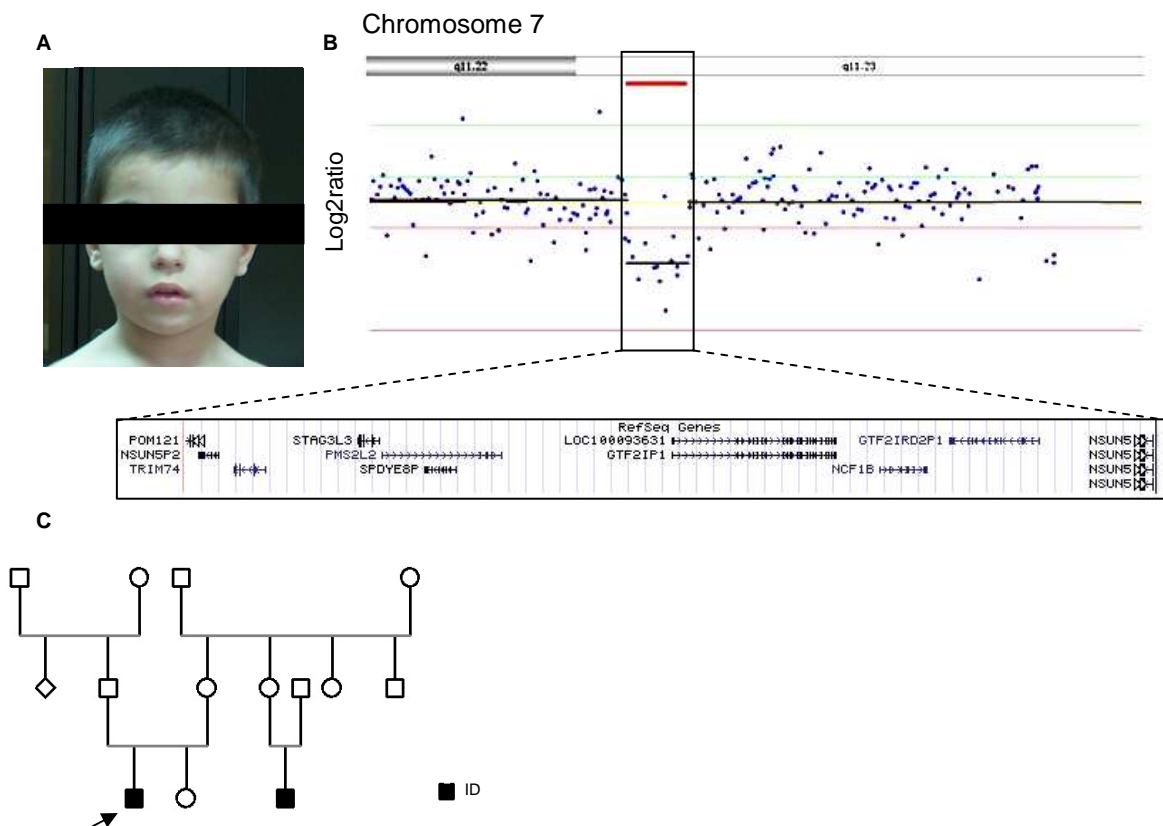 Chromosome 7
A
B
q11.22
q11.23
Log2ratio
RefSeq Genes
POM121
STAG3L3
LOC100093631
GTF2IRD2P1
NSUN5
NSUN5P2
PMS2L2
GTF2IP1
NSUN5
TRIM74
SPDYE8P
NCF1B
NSUN5
NSUN5
C
ID